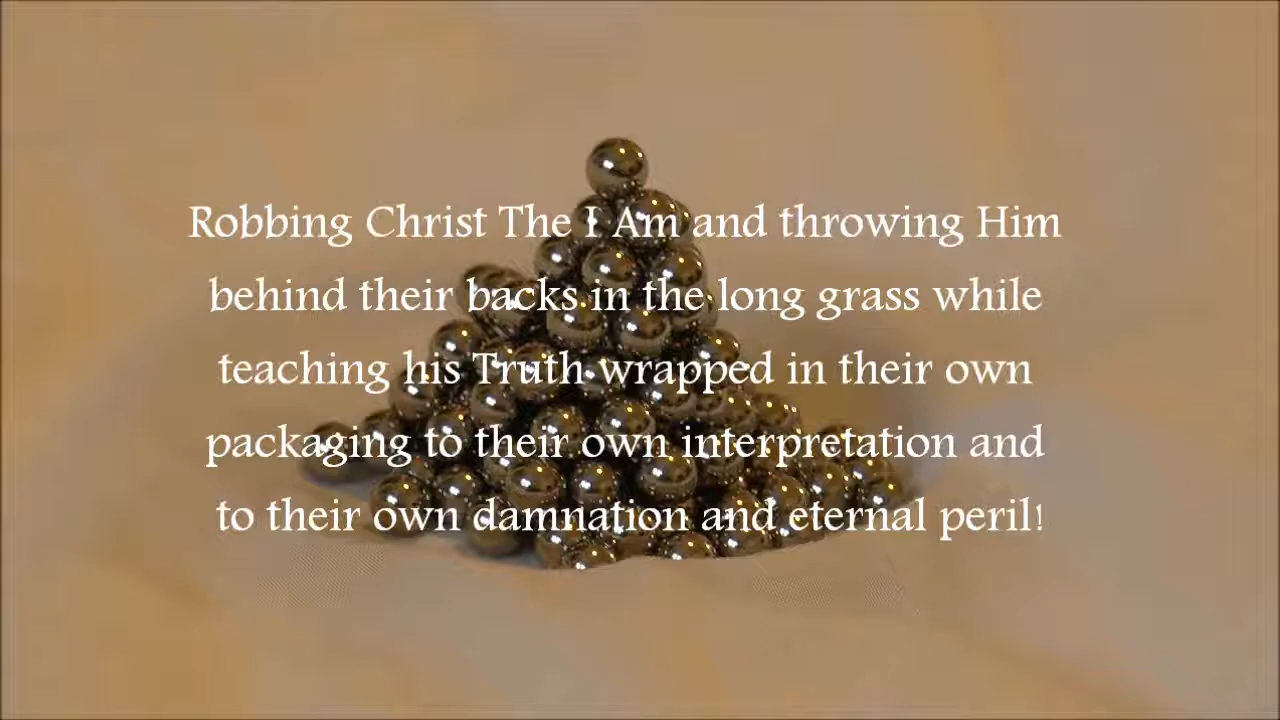 Robbing Christ The I Am and throwing Him
behind their backs in the long grass while
teaching his Truth wrapped in their own
packaging to their own interpretation and
to their own damnation and eternal peril!